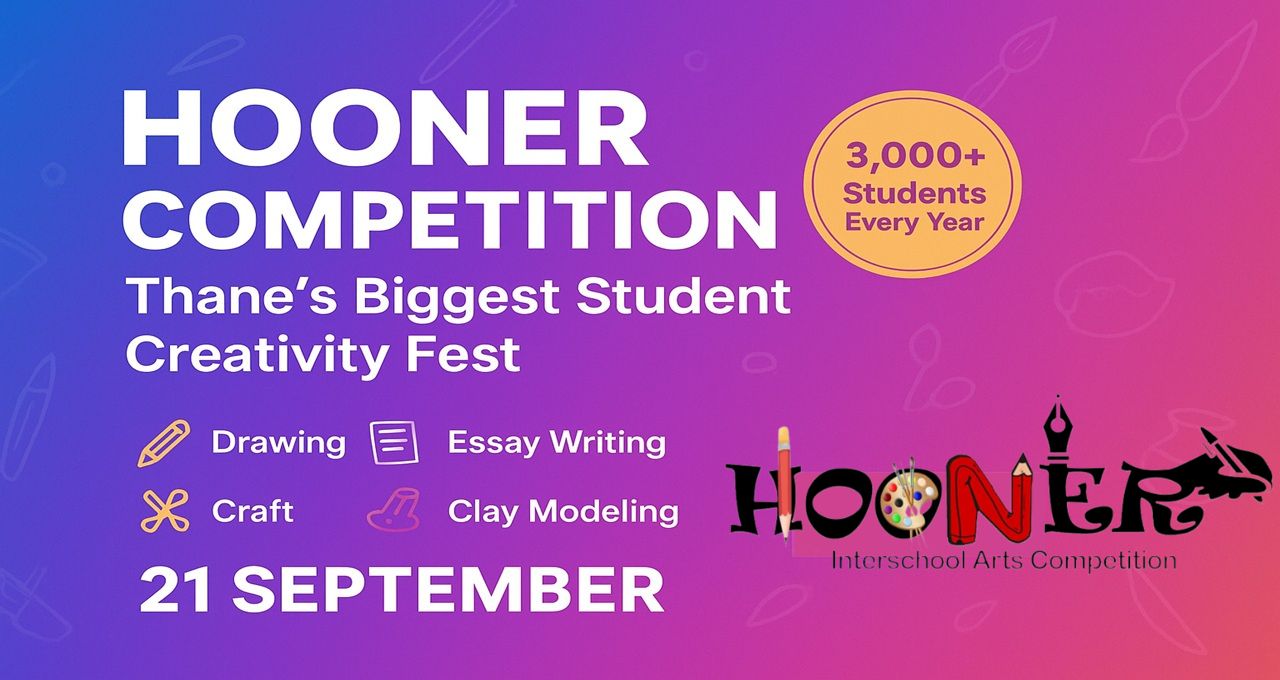 HOONER
COMPETITION
Thane's Biggest Student
Creativity Fest
3,000+
Students
Every Year
Drawing
Essay Writing
Craft
Clay Modeling
21 SEPTEMBER
HOONER
Interschool Arts Competition